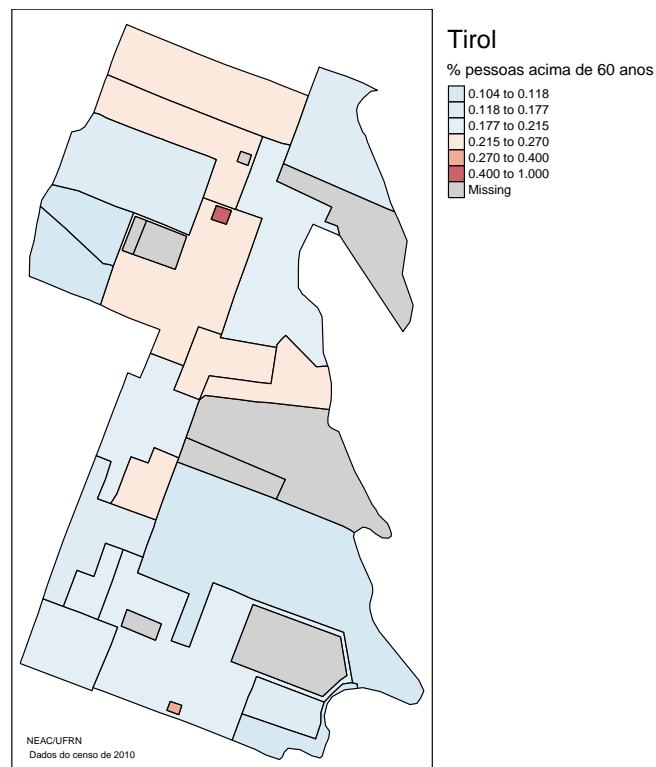 Tirol
% pessoas acima de 60 anos
0.104 to 0.118
0.118 to 0.177
0.177 to 0.215
0.215 to 0.270
0.270 to 0.400
0.400 to 1.000
Missing
NEAC/UFRN
Dados do censo de 2010